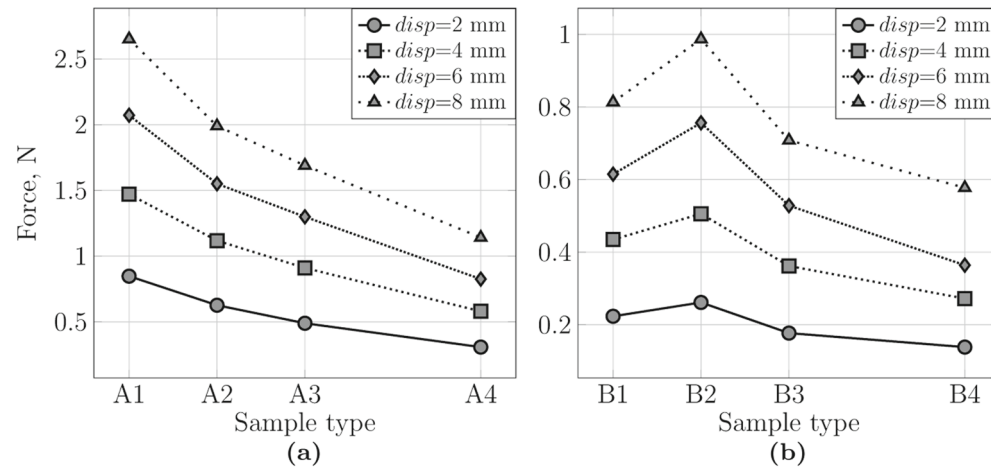 disp=2 mm
disp=4 mm
disp=6 mm
disp=8 mm
2.5
2
1.5
1
0.5
Force, N
A1 A2 A3 A4
Sample type
(a)
disp=2 mm
disp=4 mm
disp=6 mm
disp=8 mm
1
0.8
0.6
0.4
0.2
B1 B2 B3 B4
Sample type
(b)